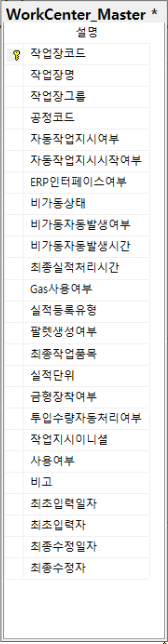 WorkCenter_Master *
설명
작업장코드
작업장명
작업장그룹
공정코드
자동작업지시여부
자동작업지시시작여부
ERP인터페이스여부
비가동상태
비가동자동발생여부
비가동자동발생시간
최종실적처리시간
Gas사용여부
실적등록유형
팔렛생성여부
최종작업품목
실적단위
금형장착여부
투입수량자동처리여부
작업지시이니셜
사용여부
비고
최초입력일자
최초입력자
최종수정일자
최종수정자